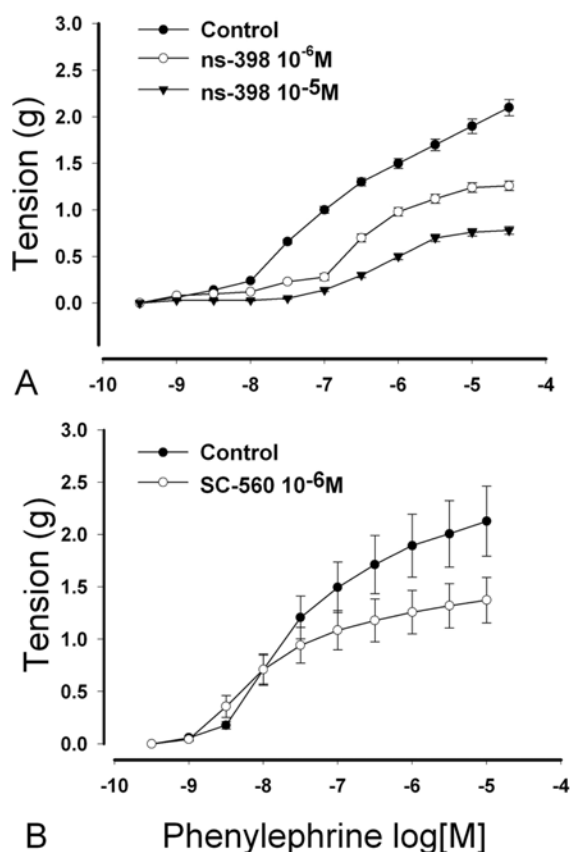 Control
ns-398 10⁻⁶M
ns-398 10⁻⁵M
3.0
2.5
2.0
1.5
1.0
0.5
0.0
Tension (g)
-10 -9 -8 -7 -6 -5 -4
A
Control
SC-560 10⁻⁶M
3.0
2.5
2.0
1.5
1.0
0.5
0.0
Tension (g)
-10 -9 -8 -7 -6 -5 -4
B Phenylephrine log[M]